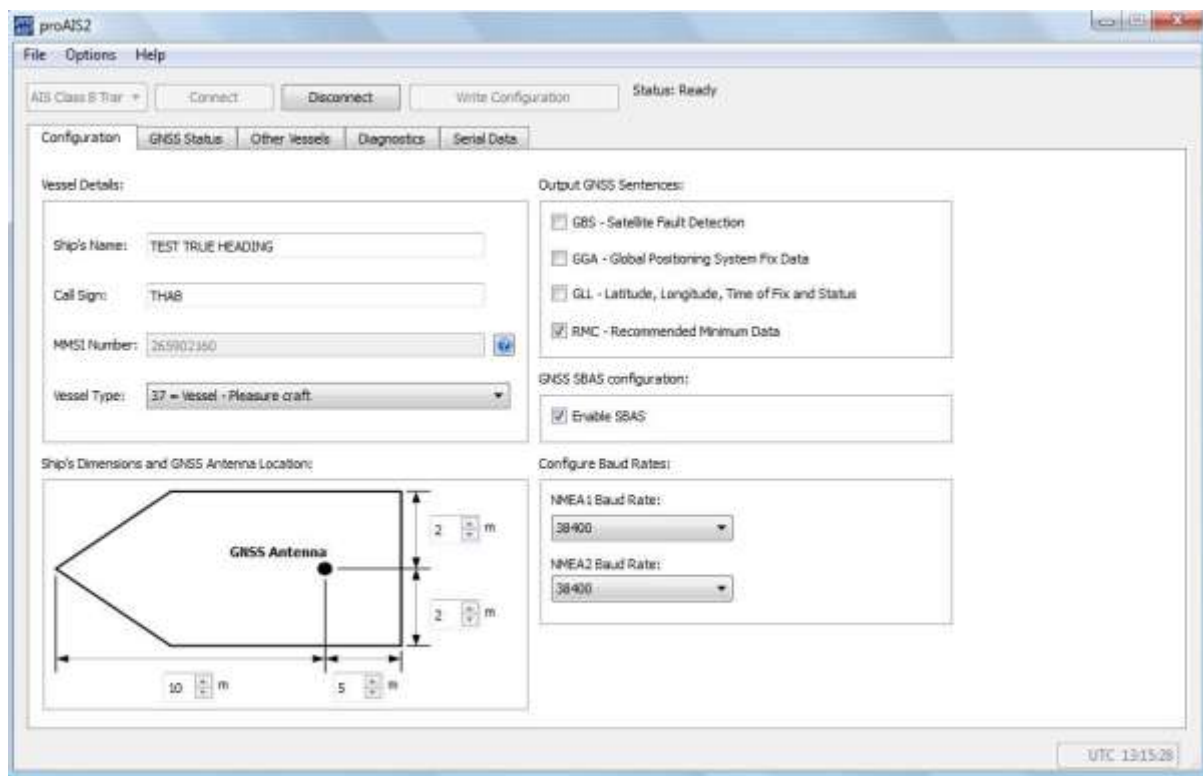 proAIS2
File Options Help
AIS Class B Trar Connect Disconnect Write Configuration Status: Ready
Configuration GNSS Status Other Vessels Diagnostics Serial Data
Vessel Details:
Ship's Name: TEST TRUE HEADING
Call Sign: THAB
MMSI Number: 265902160
Vessel Type: 37 = Vessel - Pleasure craft
Ship's Dimensions and GNSS Antenna Location:
GNSS Antenna
2 m
2 m
10 m 5 m
Output GNSS Sentences:
GBS - Satellite Fault Detection
GGA - Global Positioning System Fix Data
GLL - Latitude, Longitude, Time of Fix and Status
RMC - Recommended Minimum Data
GNSS SBAS configuration:
Enable SBAS
Configure Baud Rates:
NMEA1 Baud Rate:
38400
NMEA2 Baud Rate:
38400
UTC 13:15:28